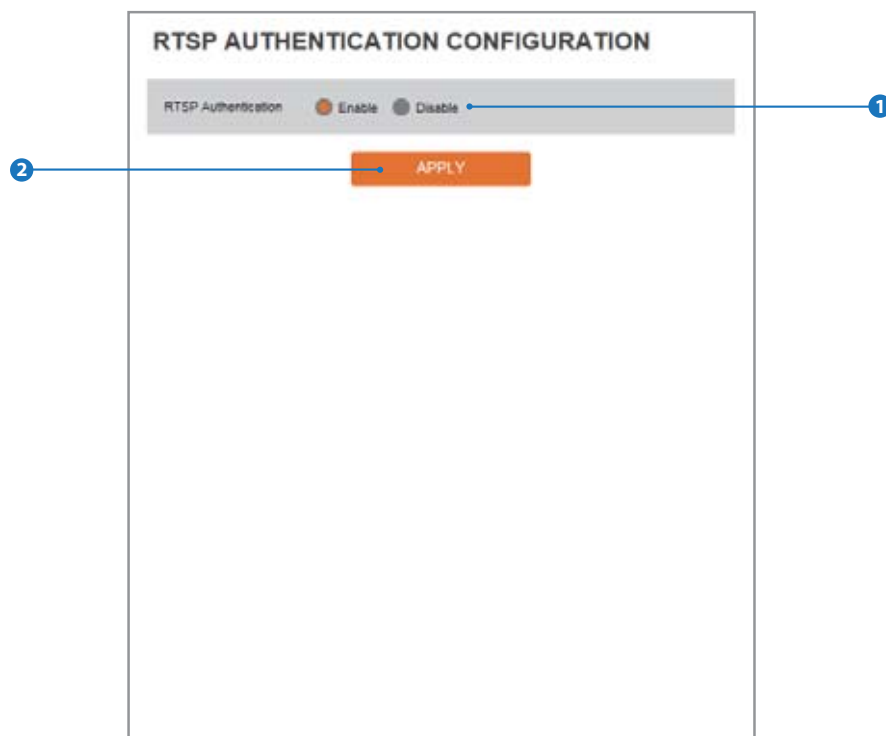 RTSP AUTHENTICATION CONFIGURATION
RTSP Authentication Enable Disable 1
2 APPLY